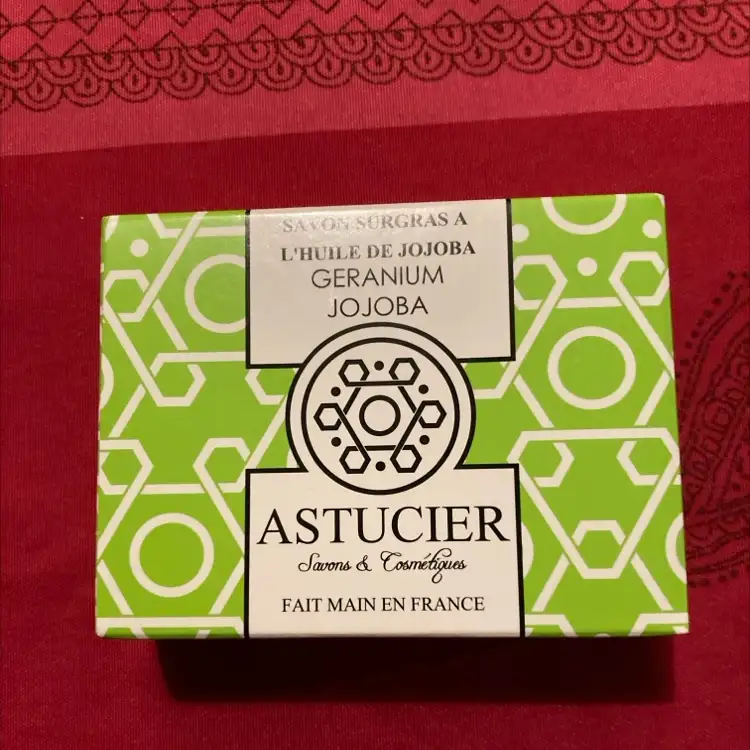 SAVON SURGRAS A
L'HUILE DE JOJOBA
GERANIUM
JOJOBA
ASTUCIER
Savons & Cosmétiques
FAIT MAIN EN FRANCE